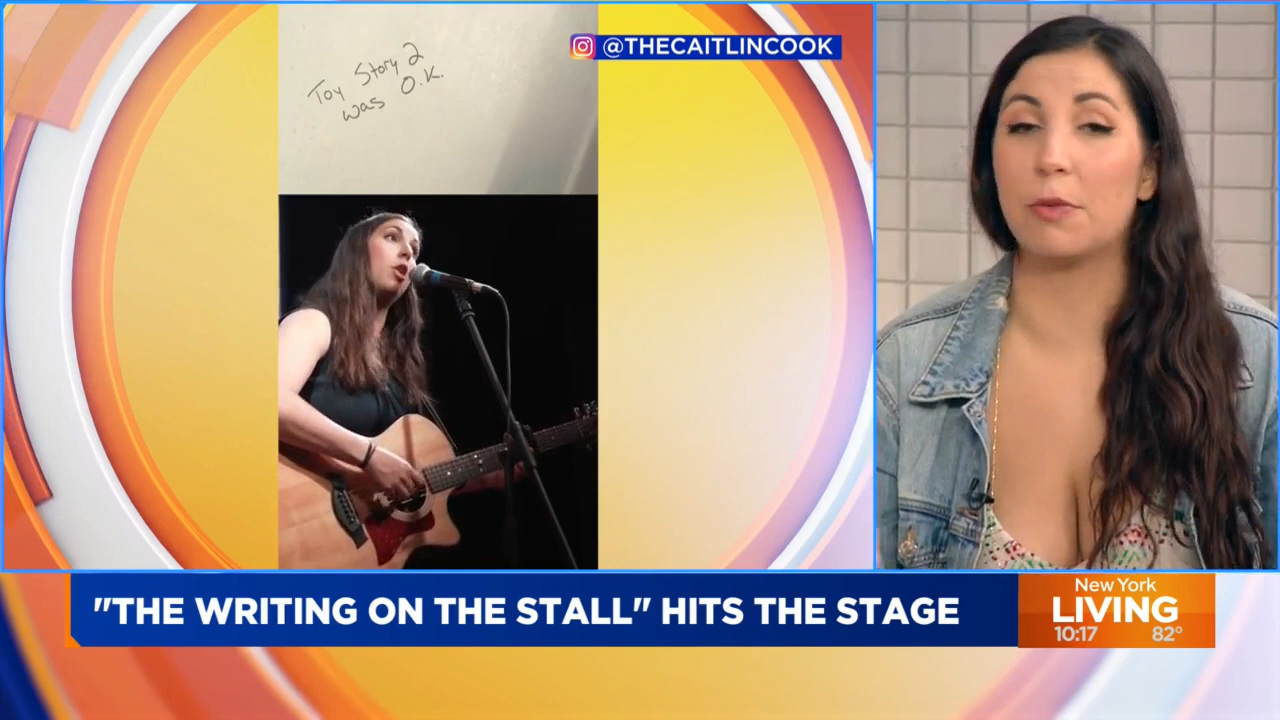 @THECAITLINCOOK
Toy Story 2
was O.K.
"THE WRITING ON THE STALL" HITS THE STAGE
New York
LIVING
10:17 82°